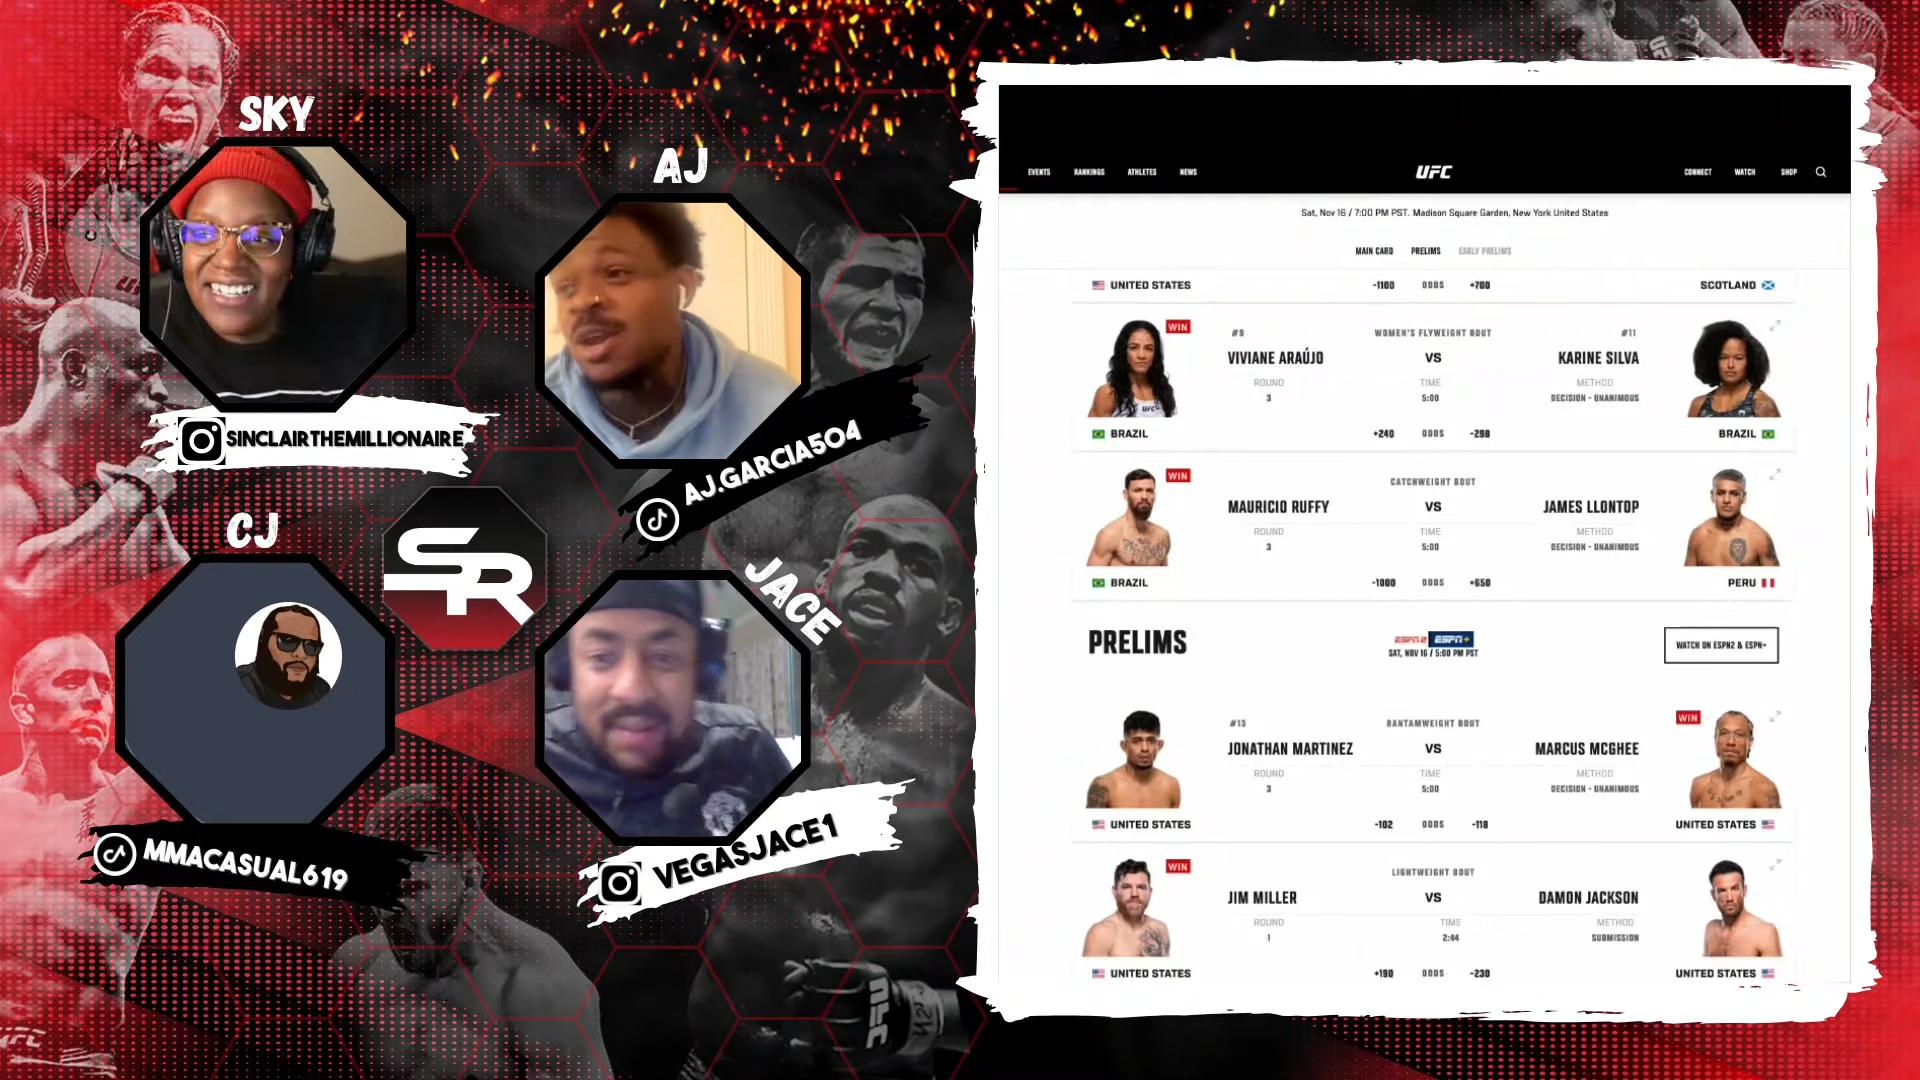 SKY
AJ
SINCLAIRTHEMILLIONAIRE
AJ.GARCIA504
CJ
SR
JACE
MMACASUAL619
VEGASJACE1
EVENTS RANKINGS ATHLETES NEWS UFC CONNECT WATCH SHOP
Sat, Nov 16 / 7:00 PM PST. Madison Square Garden, New York United States
MAIN CARD PRELIMS EARLY PRELIMS
UNITED STATES -1100 ODDS +700 SCOTLAND
WIN #9 WOMEN'S FLYWEIGHT BOUT #11
VIVIANE ARAÚJO VS KARINE SILVA
ROUND TIME METHOD
3 5:00 DECISION - UNANIMOUS
BRAZIL +240 ODDS -298 BRAZIL
WIN CATCHWEIGHT BOUT
MAURICIO RUFFY VS JAMES LLONTOP
ROUND TIME METHOD
3 5:00 DECISION - UNANIMOUS
BRAZIL -1000 ODDS +650 PERU
PRELIMS ESPN2 ESPN+ WATCH ON ESPN2 & ESPN+
SAT, NOV 16 / 5:00 PM PST
#13 BANTAMWEIGHT BOUT WIN
JONATHAN MARTINEZ VS MARCUS MCGHEE
ROUND TIME METHOD
3 5:00 DECISION - UNANIMOUS
UNITED STATES -102 ODDS -118 UNITED STATES
WIN LIGHTWEIGHT BOUT
JIM MILLER VS DAMON JACKSON
ROUND TIME METHOD
1 2:44 SUBMISSION
UNITED STATES +190 ODDS -230 UNITED STATES
UFC